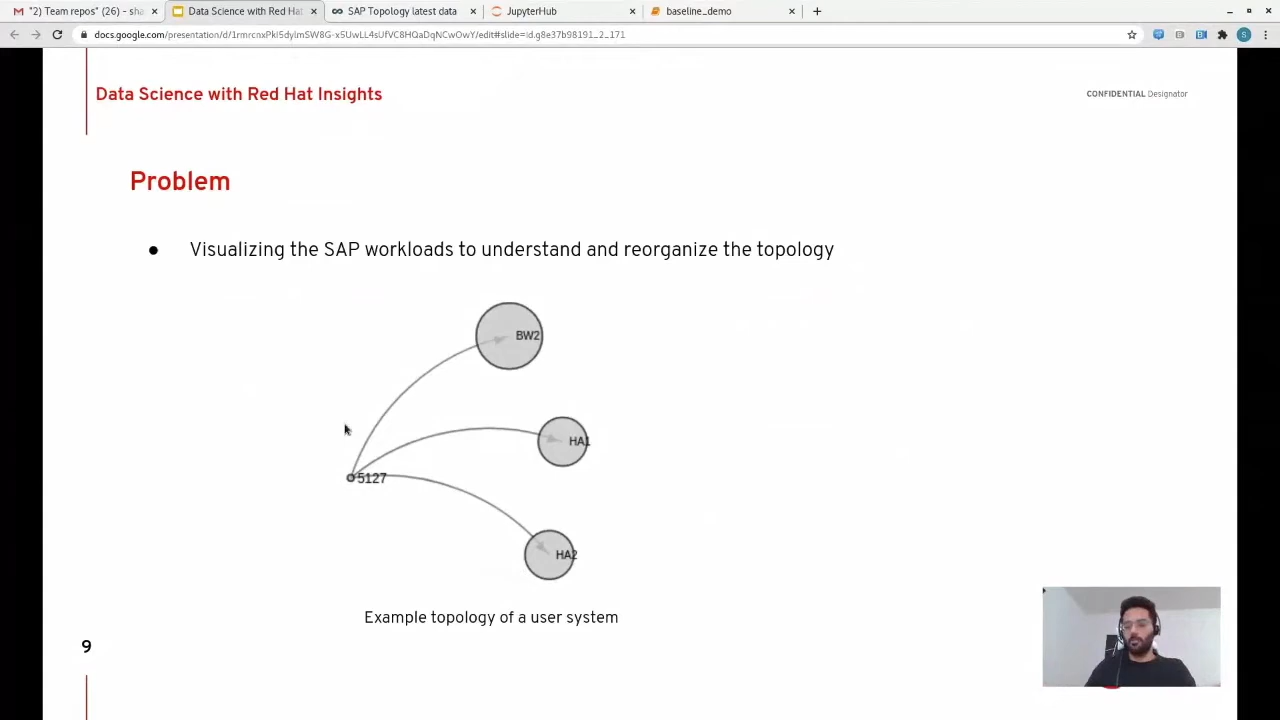 "2) Team repos" (26) - sha
Data Science with Red Hat
SAP Topology latest data
JupyterHub
baseline_demo
Data Science with Red Hat Insights
CONFIDENTIAL Designator
Problem
● Visualizing the SAP workloads to understand and reorganize the topology
BW2
HA1
5127
HA2
Example topology of a user system
9